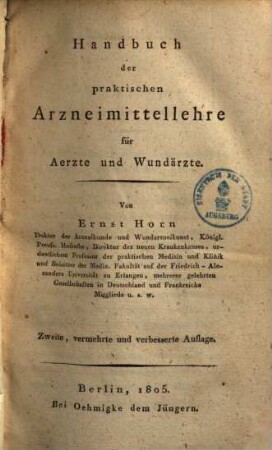 Handbuch
der
praktischen
Arzneimittellehre
für
Aerzte und Wundärzte.
Von
Ernst Horn
Doktor der Arzneikunde und Wundarzneikunst, Königl.
Preuss. Hofrathe, Direktor des neuen Krankenhauses, or-
dentlichen Professor der praktischen Medizin und Klinik
und Beisitzer der Medic. Fakultät auf der Friedrich-Ale-
xanders Universität zu Erlangen, mehrerer gelehrten
Gesellschaften in Deutschland und Frankreichs
Mitgliede u. s. w.
Zweite, vermehrte und verbesserte Auflage.
Berlin, 1805.
Bei Oehmigke dem Jüngern.
AUGSBURG